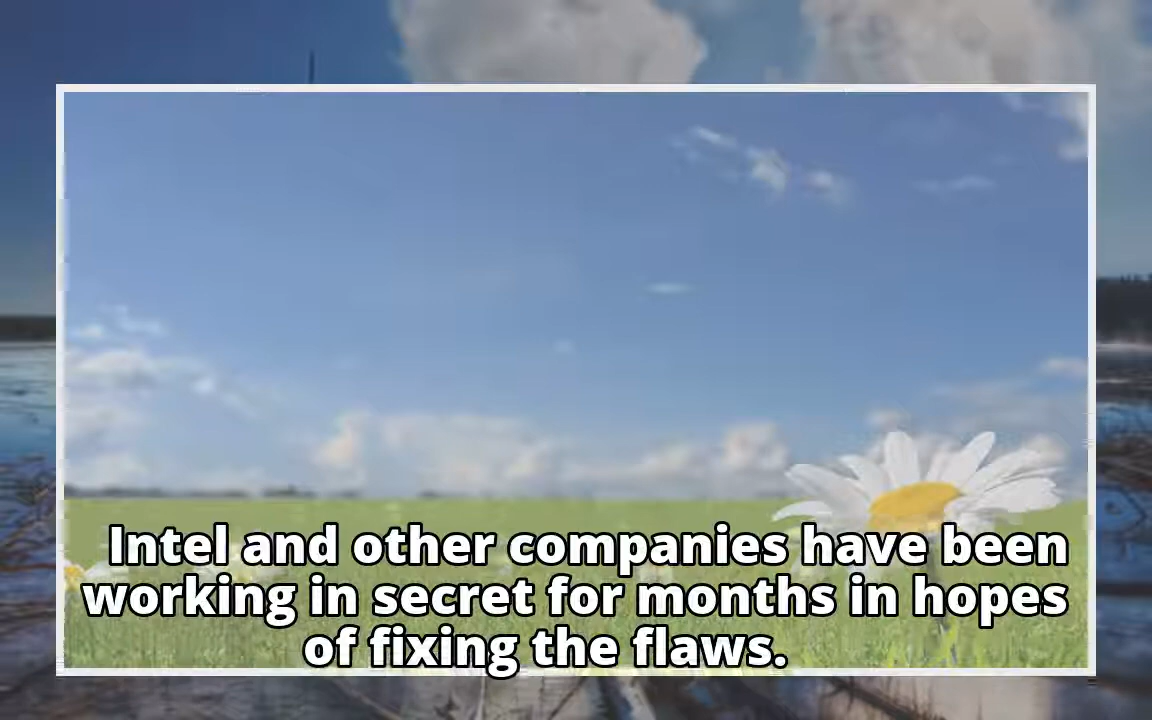 Intel and other companies have been
working in secret for months in hopes
of fixing the flaws.